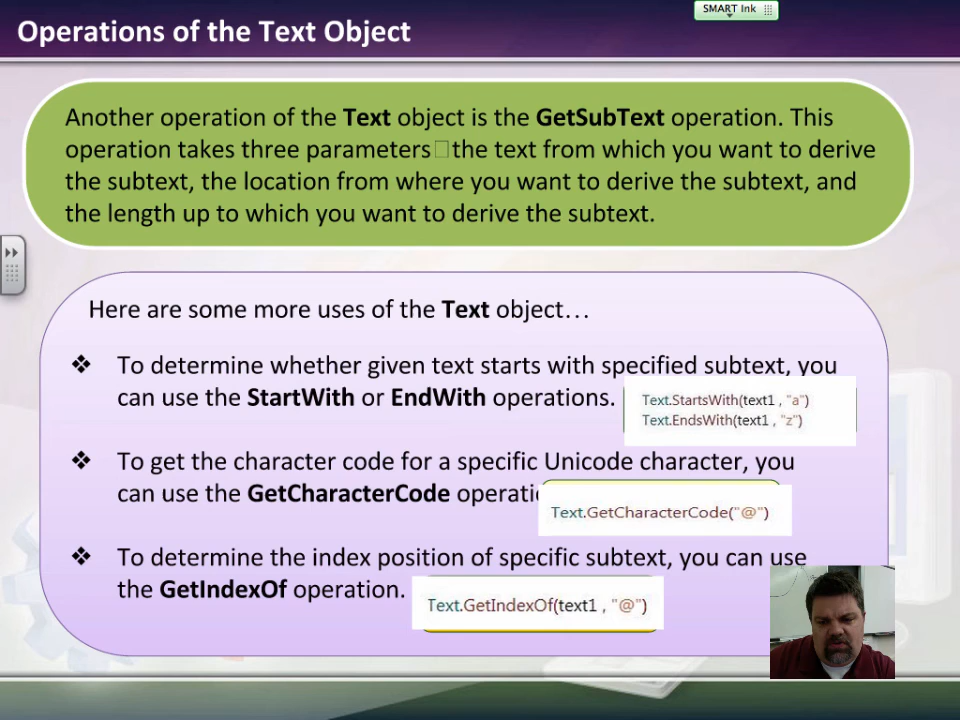 SMART Ink
Operations of the Text Object
Another operation of the Text object is the GetSubText operation. This
operation takes three parameters the text from which you want to derive
the subtext, the location from where you want to derive the subtext, and
the length up to which you want to derive the subtext.
Here are some more uses of the Text object…
❖ To determine whether given text starts with specified subtext, you
can use the StartWith or EndWith operations.
Text.StartsWith(text1 , "a")
Text.EndsWith(text1 , "z")
❖ To get the character code for a specific Unicode character, you
can use the GetCharacterCode operatio
Text.GetCharacterCode("@")
❖ To determine the index position of specific subtext, you can use
the GetIndexOf operation.
Text.GetIndexOf(text1 , "@")